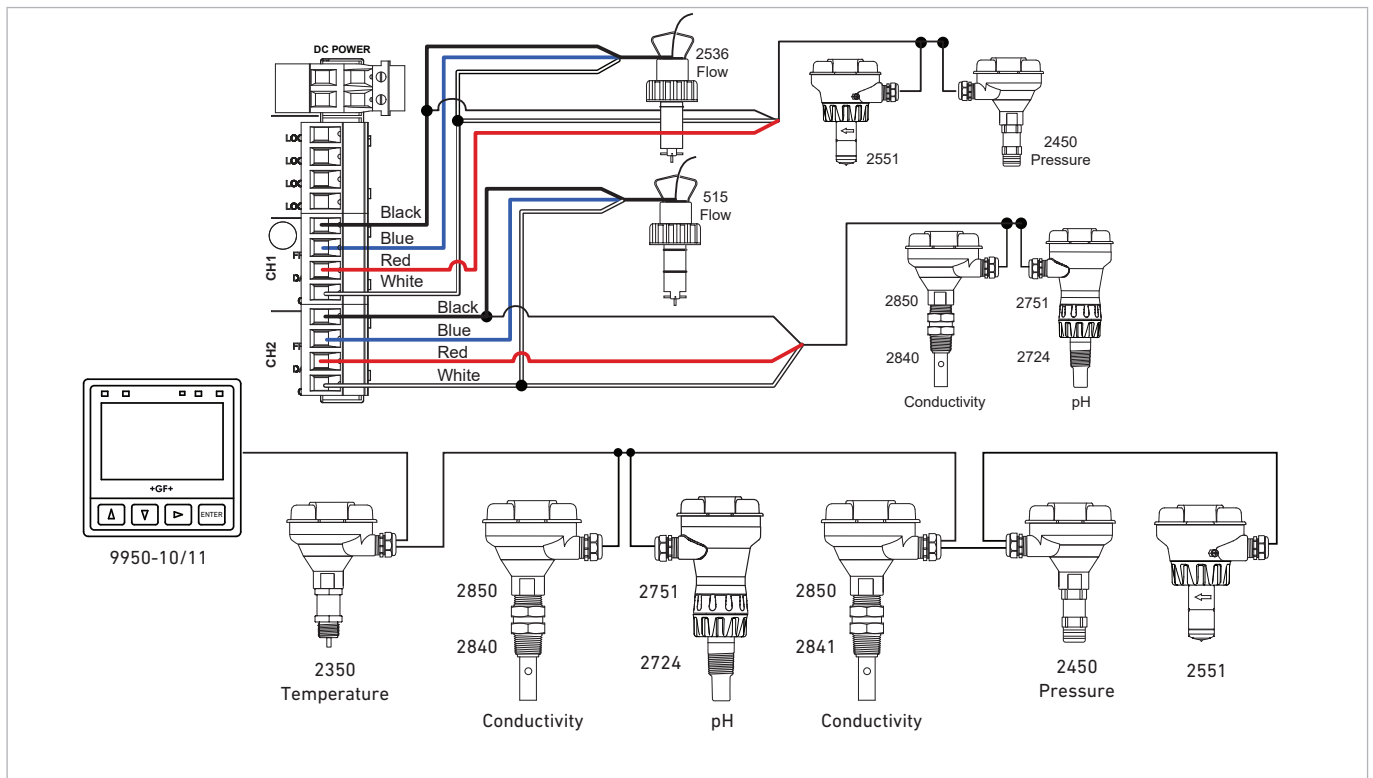 DC POWER
2536
Flow
2551
2450
Pressure
515
Flow
CH1
Black
Blue
Red
White
CH2
Black
Blue
Red
White
2850
2840
Conductivity
2751
2724
pH
+GF+
ENTER
9950-10/11
2350
Temperature
2850
2840
Conductivity
2751
2724
pH
2850
2841
Conductivity
2450
Pressure
2551